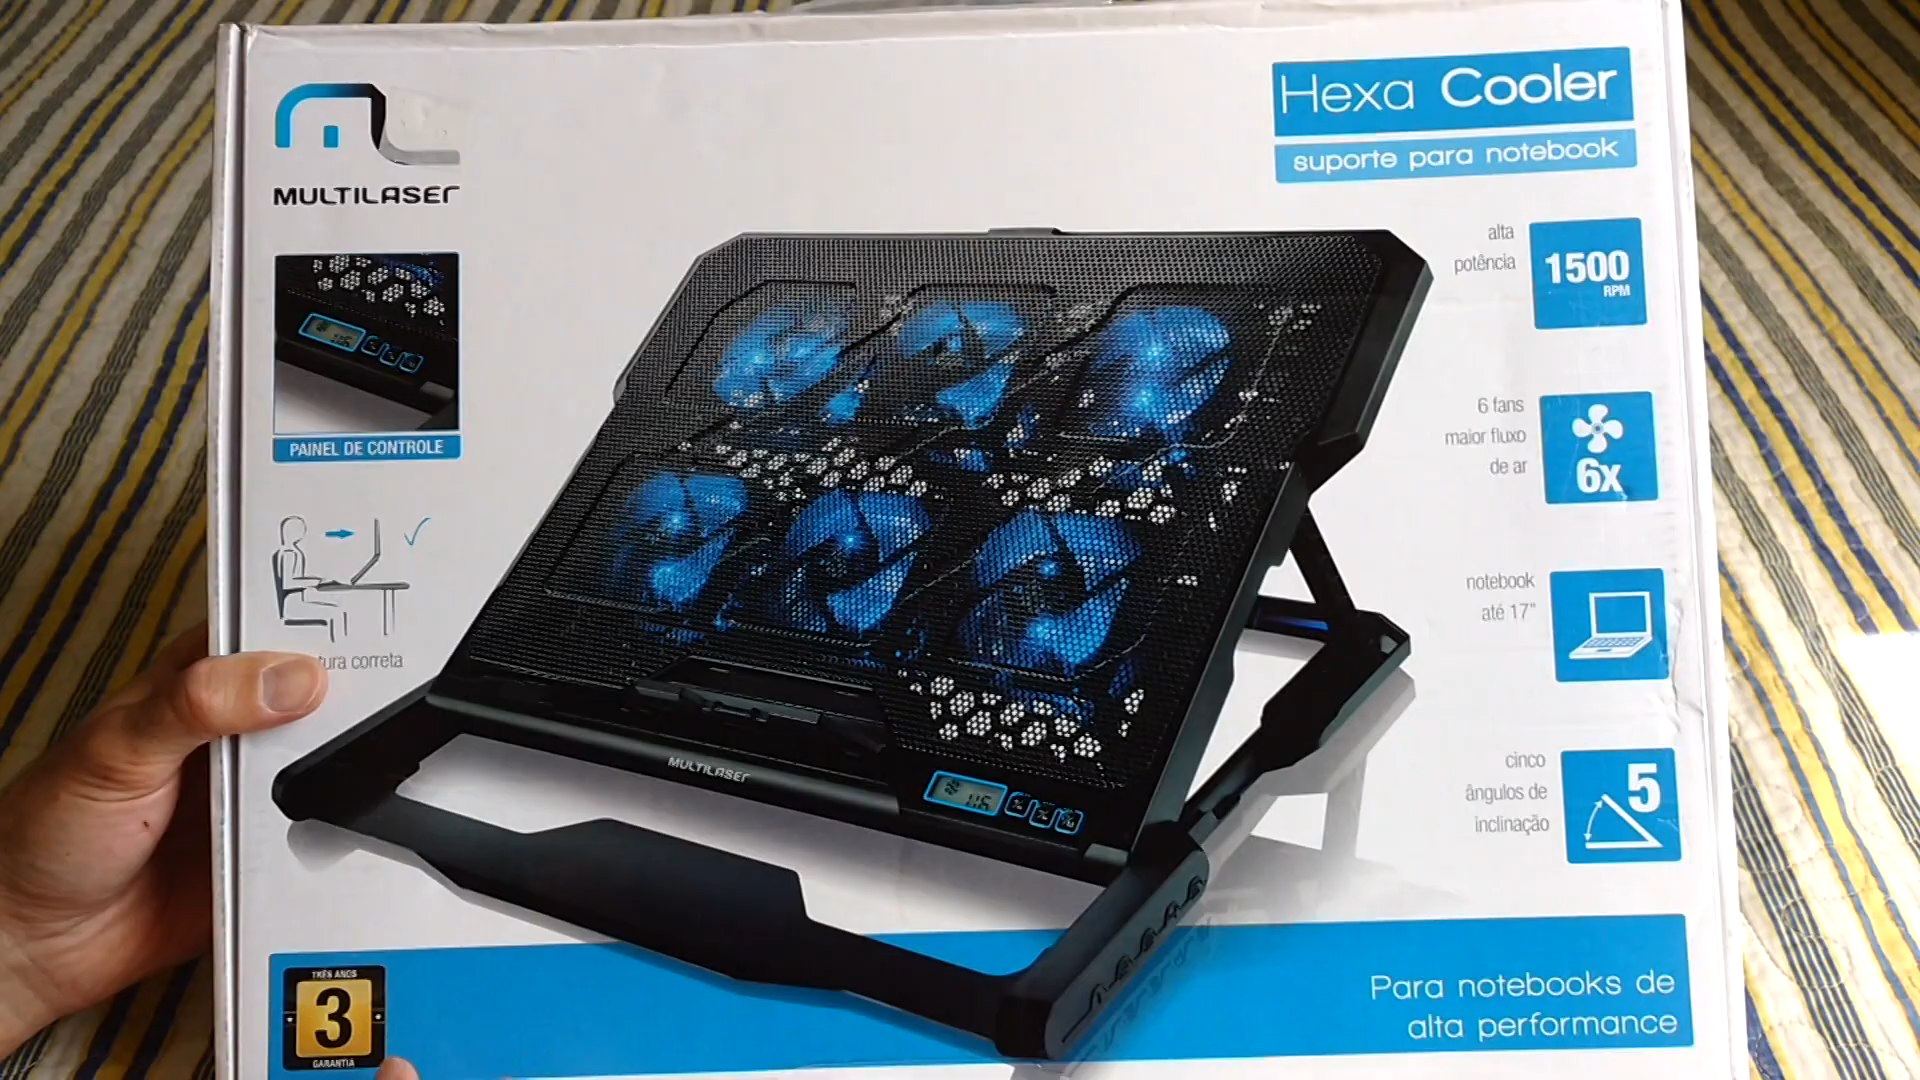 MULTILASER
Hexa Cooler
suporte para notebook
alta
potência
1500
RPM
PAINEL DE CONTROLE
6 fans
maior fluxo
de ar
6x
notebook
até 17"
tura correta
MULTILASER
cinco
ângulos de
inclinação
5
TRÊS ANOS
3
GARANTIA
Para notebooks de
alta performance